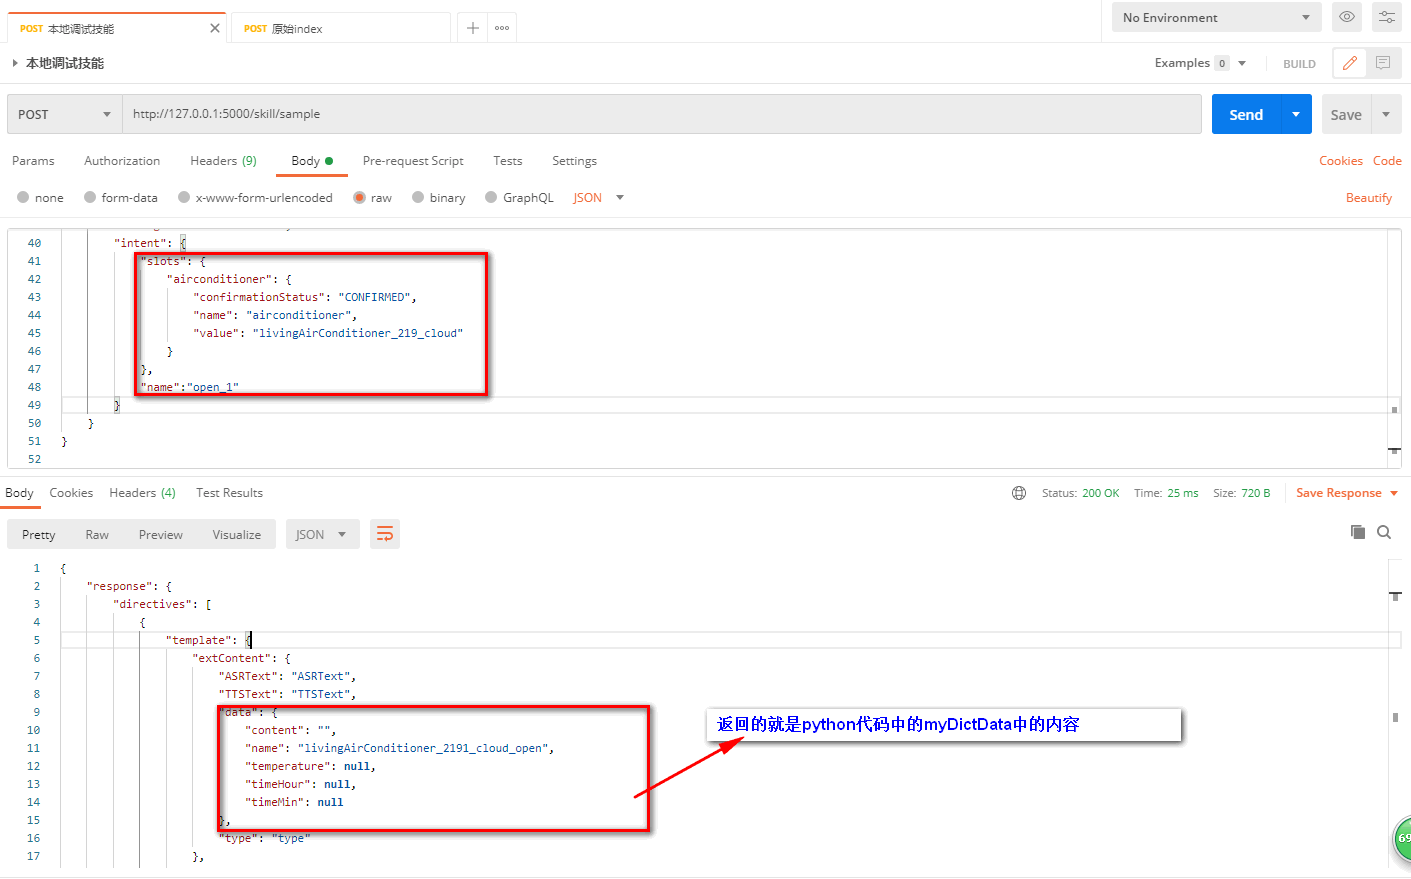 POST 本地调试技能
POST 原始index
No Environment
本地调试技能
Examples 0
BUILD
POST
http://127.0.0.1:5000/skill/sample
Send
Save
Params
Authorization
Headers (9)
Body
Pre-request Script
Tests
Settings
Cookies
Code
none
form-data
x-www-form-urlencoded
raw
binary
GraphQL
JSON
Beautify
40 "intent": {
41 "slots": {
42 "airconditioner": {
43 "confirmationStatus": "CONFIRMED",
44 "name": "airconditioner",
45 "value": "livingAirConditioner_219_cloud"
46 }
47 },
48 "name":"open_1"
49 }
50 }
51 }
52
Body
Cookies
Headers (4)
Test Results
Status: 200 OK
Time: 25 ms
Size: 720 B
Save Response
Pretty
Raw
Preview
Visualize
JSON
1 {
2 "response": {
3 "directives": [
4 {
5 "template": {
6 "extContent": {
7 "ASRText": "ASRText",
8 "TTSText": "TTSText",
9 "data": {
10 "content": "",
11 "name": "livingAirConditioner_2191_cloud_open",
12 "temperature": null,
13 "timeHour": null,
14 "timeMin": null
15 },
16 "type": "type"
17 },
返回的就是python代码中的myDictData中的内容